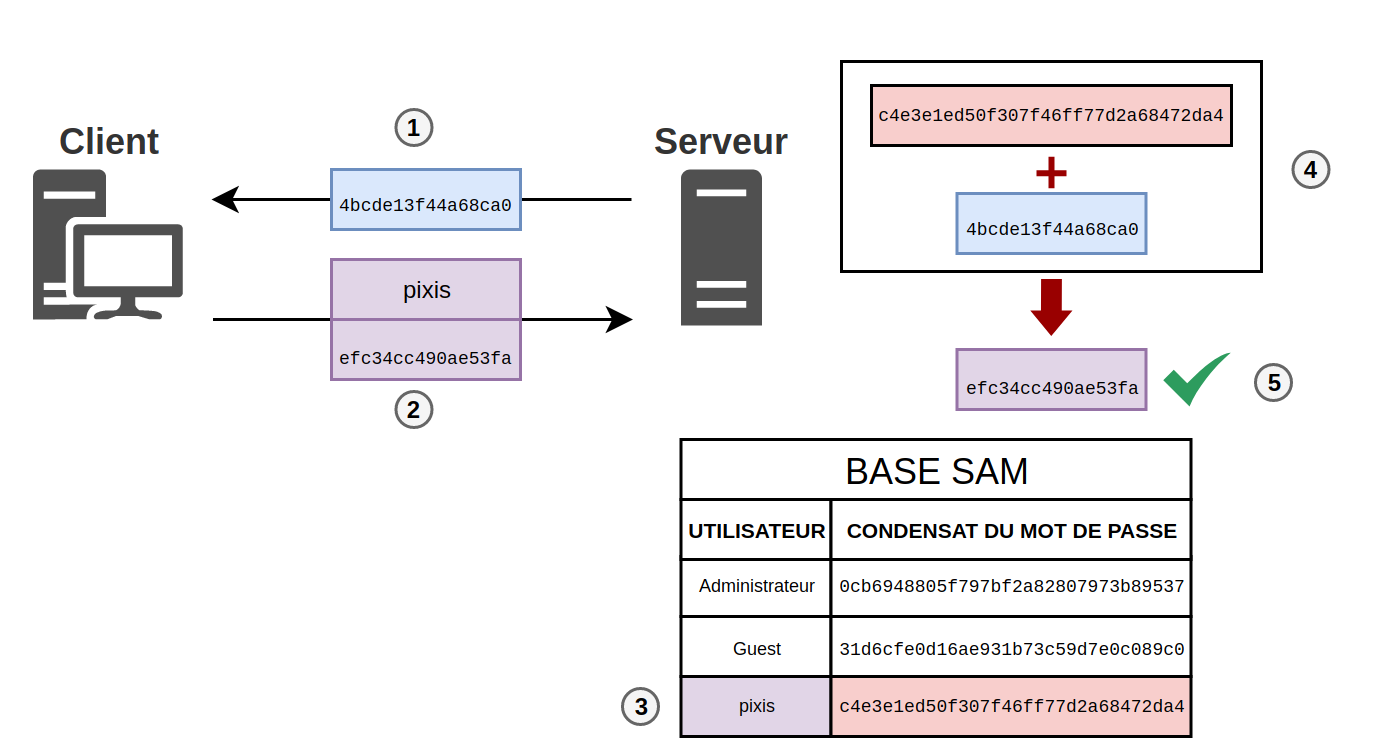 Client
1
4bcde13f44a68ca0
pixis
efc34cc490ae53fa
2
Serveur
c4e3e1ed50f307f46ff77d2a68472da4
+
4bcde13f44a68ca0
4
efc34cc490ae53fa
5
BASE SAM
UTILISATEUR CONDENSAT DU MOT DE PASSE
Administrateur 0cb6948805f797bf2a82807973b89537
Guest 31d6cfe0d16ae931b73c59d7e0c089c0
3 pixis c4e3e1ed50f307f46ff77d2a68472da4